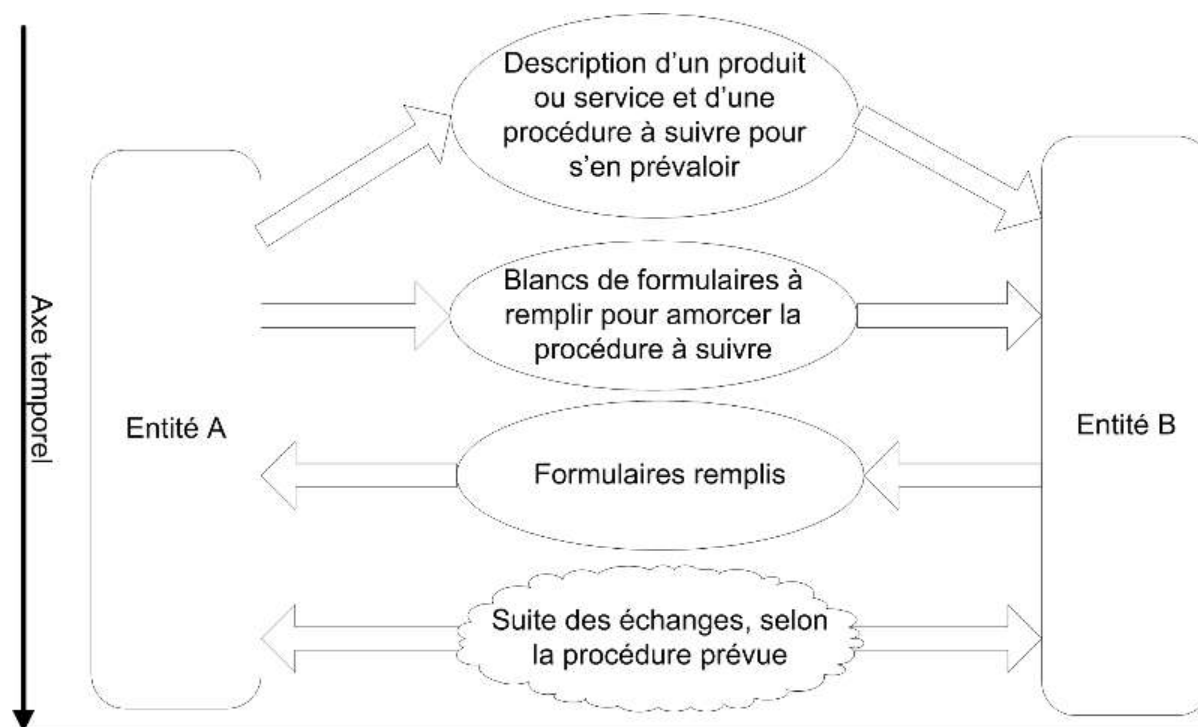 Description d'un produit
ou service et d'une
procédure à suivre pour
s'en prévaloir
Blancs de formulaires à
remplir pour amorcer la
procédure à suivre
Axe temporel
Entité A
Entité B
Formulaires remplis
Suite des échanges, selon
la procédure prévue